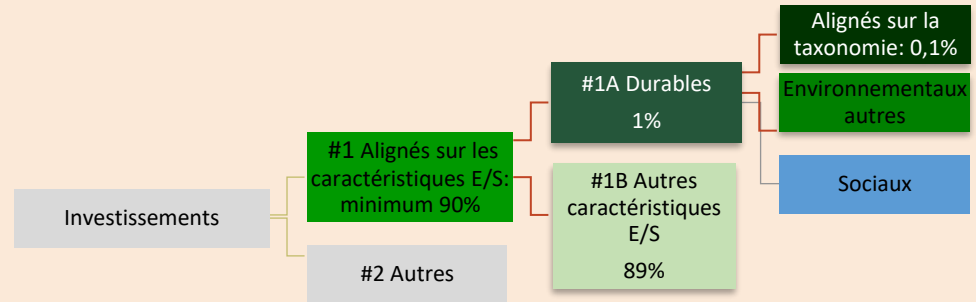 Investissements
#1 Alignés sur les
caractéristiques E/S:
minimum 90%
#2 Autres
#1A Durables
1%
#1B Autres
caractéristiques
E/S
89%
Alignés sur la
taxonomie: 0,1%
Environnementaux
autres
Sociaux